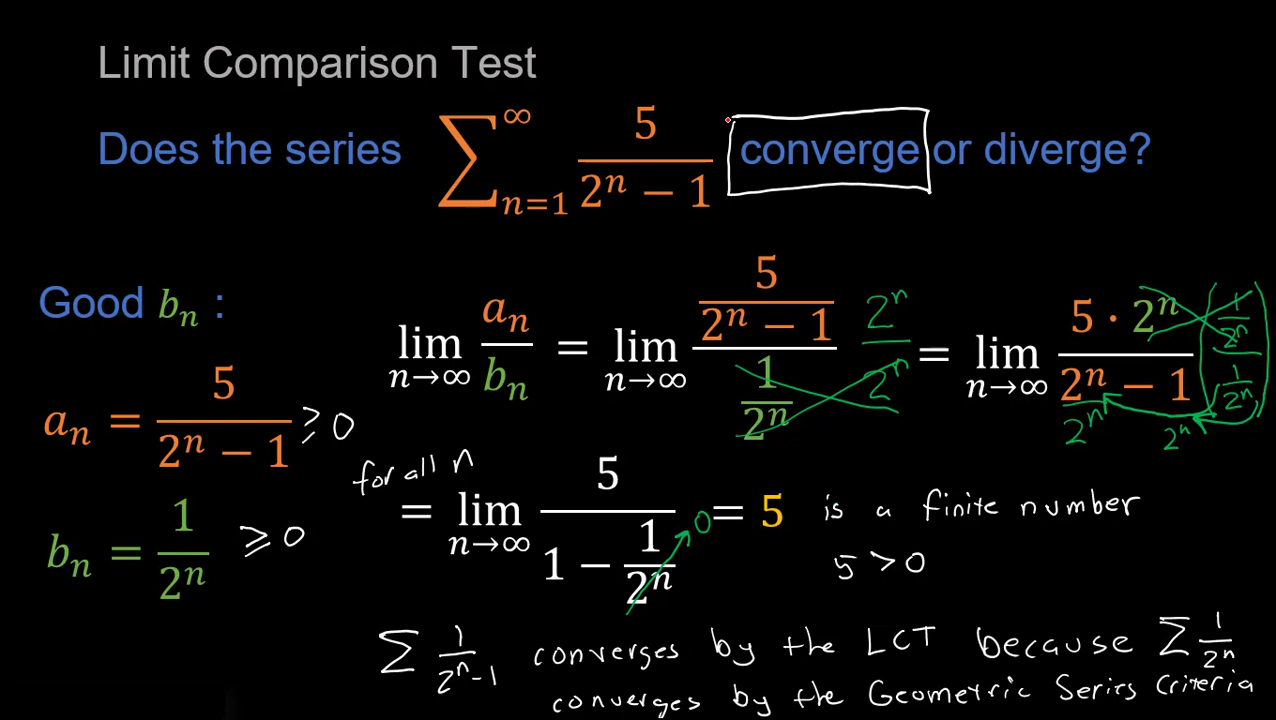 Limit Comparison Test
Does the series ∑_{n=1}^{∞} 5/(2^n − 1) converge or diverge?
Good b_n :
a_n = 5/(2^n − 1) ≥ 0
for all n
b_n = 1/2^n ≥ 0
lim_{n→∞} a_n/b_n = lim_{n→∞} (5/(2^n − 1))/(1/2^n) 2^n/2^n = lim_{n→∞} (5 · 2^n)/(2^n − 1) (1/2^n)/(1/2^n)
2^n 2^n
= lim_{n→∞} 5/(1 − 1/2^n) 0 = 5 is a finite number
5 > 0
∑ 1/(2^n-1) converges by the LCT because ∑ 1/2^n
converges by the Geometric Series Criteria